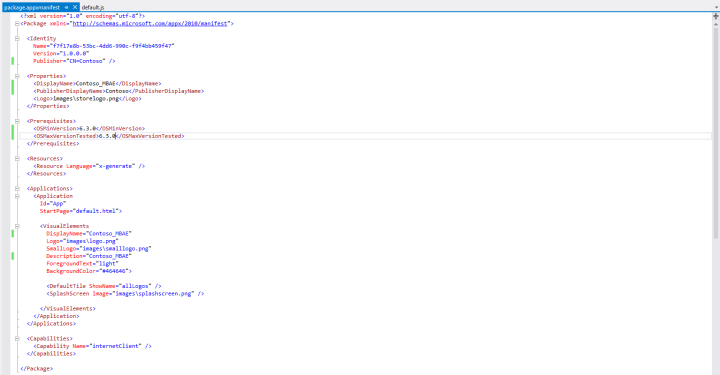 package.appxmanifest default.js
<?xml version="1.0" encoding="utf-8"?>
<Package xmlns="http://schemas.microsoft.com/appx/2010/manifest">
<Identity
Name="f7f17e8b-53bc-4dd6-990c-f9f4bb459f47"
Version="1.0.0.0"
Publisher="CN=Contoso" />
<Properties>
<DisplayName>Contoso_MBAE</DisplayName>
<PublisherDisplayName>Contoso</PublisherDisplayName>
<Logo>images\storelogo.png</Logo>
</Properties>
<Prerequisites>
<OSMinVersion>6.3.0</OSMinVersion>
<OSMaxVersionTested>6.3.0</OSMaxVersionTested>
</Prerequisites>
<Resources>
<Resource Language="x-generate" />
</Resources>
<Applications>
<Application
Id="App"
StartPage="default.html">
<VisualElements
DisplayName="Contoso_MBAE"
Logo="images\logo.png"
SmallLogo="images\smalllogo.png"
Description="Contoso_MBAE"
ForegroundText="light"
BackgroundColor="#464646">
<DefaultTile ShowName="allLogos" />
<SplashScreen Image="images\splashscreen.png" />
</VisualElements>
</Application>
</Applications>
<Capabilities>
<Capability Name="internetClient" />
</Capabilities>
</Package>